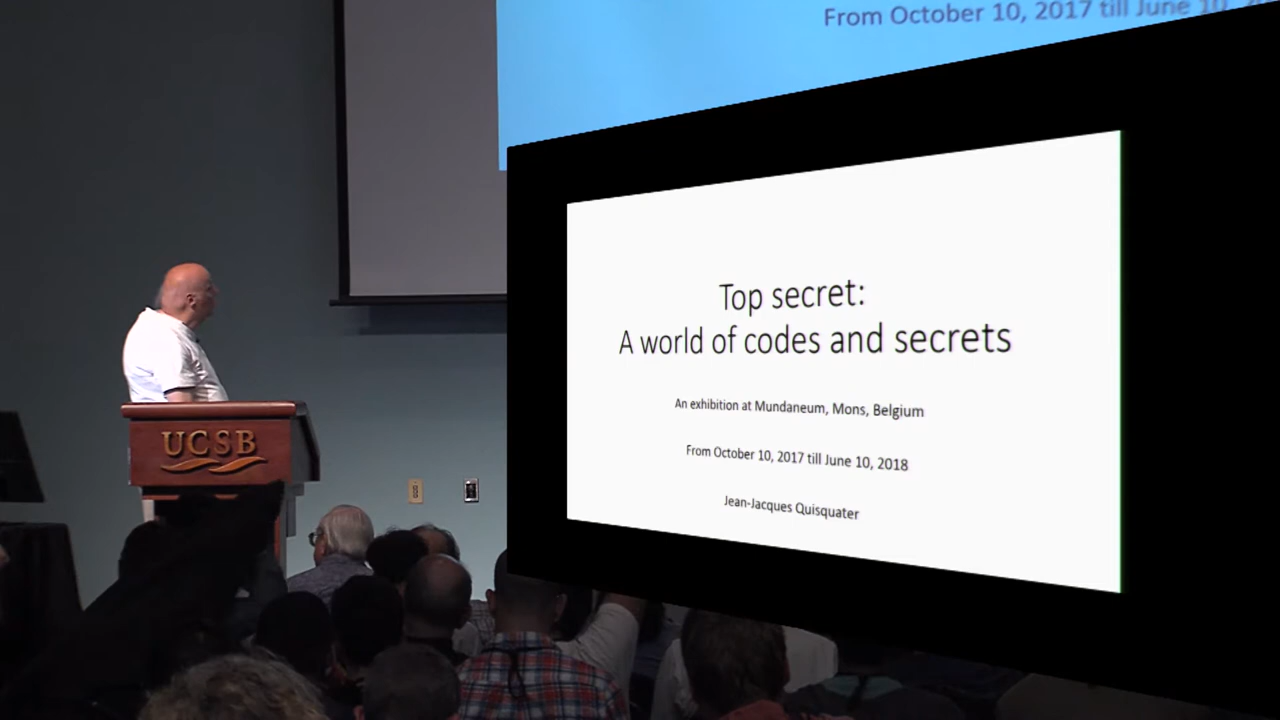 From October 10, 2017 till June 10, 20
UCSB
Top secret:
A world of codes and secrets
An exhibition at Mundaneum, Mons, Belgium
From October 10, 2017 till June 10, 2018
Jean-Jacques Quisquater